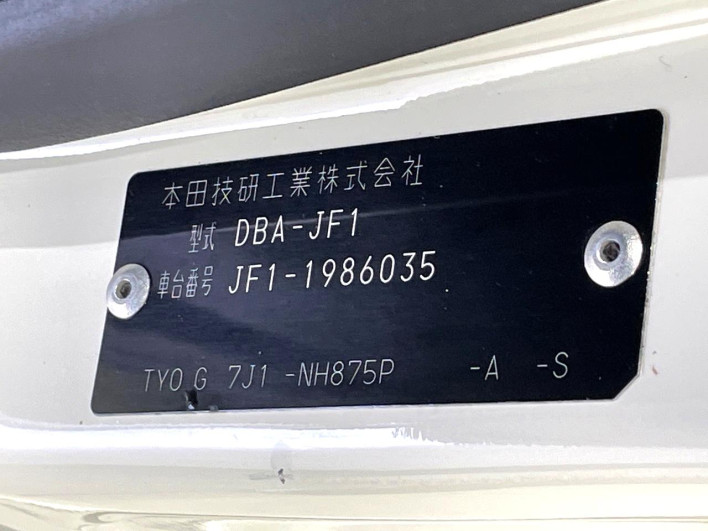 本田技研工業株式会社
型式 DBA-JF1
車台番号 JF1-1986035
TYO G 7J1 -NH875P -A -S